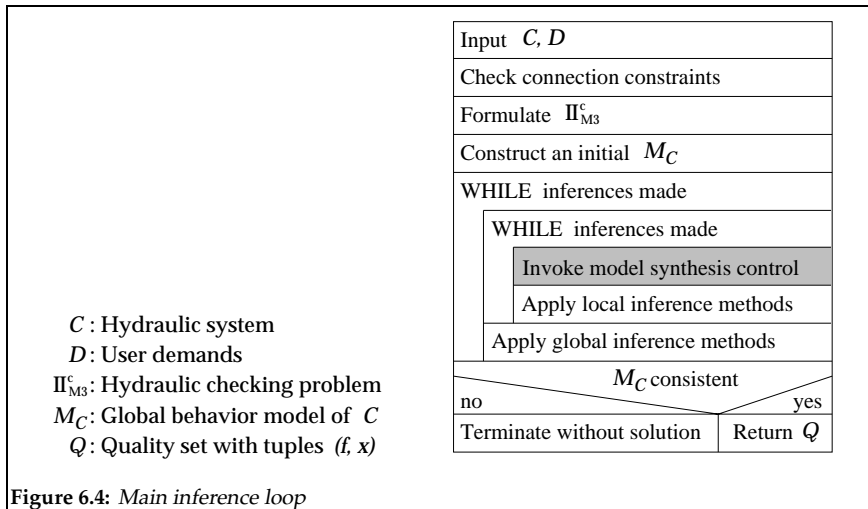 Input C, D
Check connection constraints
Formulate II^c_M3
Construct an initial M_C
WHILE inferences made
WHILE inferences made
Invoke model synthesis control
Apply local inference methods
Apply global inference methods
M_C consistent
no yes
Terminate without solution Return Q
C : Hydraulic system
D : User demands
II^c_M3: Hydraulic checking problem
M_C: Global behavior model of C
Q : Quality set with tuples (f, x)
Figure 6.4: Main inference loop